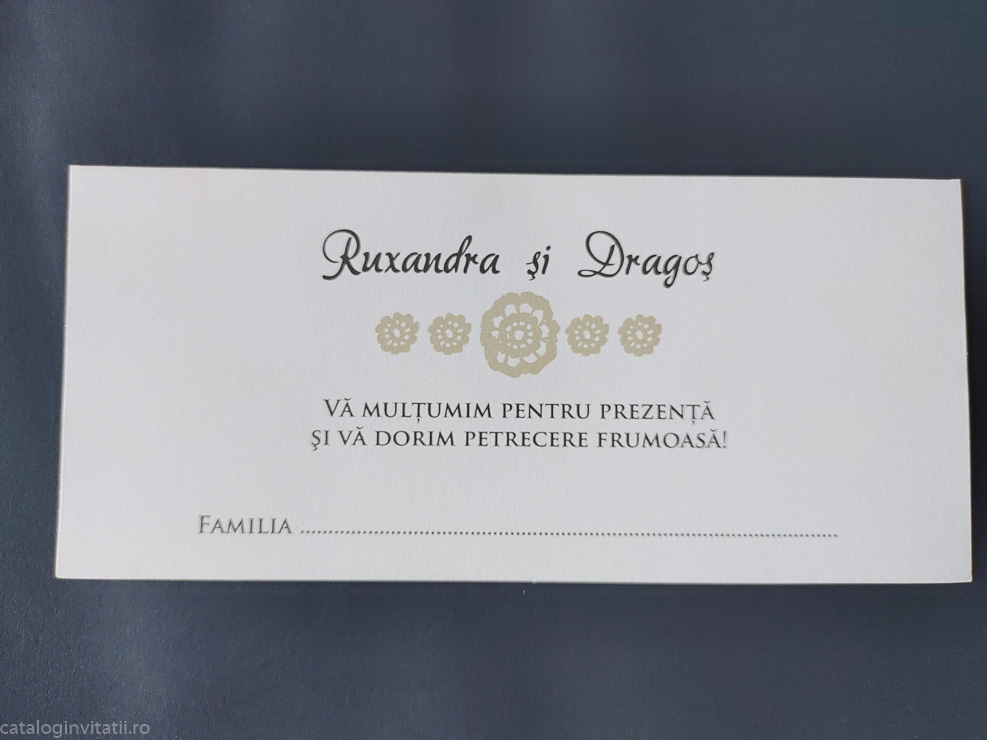 Ruxandra şi Dragoş
VĂ MULȚUMIM PENTRU PREZENȚĂ
ŞI VĂ DORIM PETRECERE FRUMOASĂ!
FAMILIA ..........................................................................................
cataloginvitatii.ro